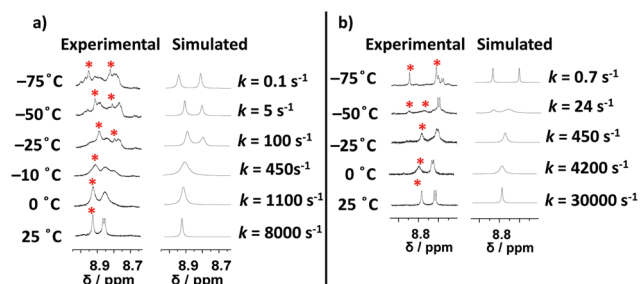 a)
Experimental Simulated
−75 ˚C * * k = 0.1 s-1
−50 ˚C * * k = 5 s-1
−25 ˚C * * k = 100 s-1
−10 ˚C * k = 450s-1
0 ˚C * k = 1100 s-1
25 ˚C * k = 8000 s-1
8.9 8.7 8.9 8.7
δ / ppm δ / ppm
b)
Experimental Simulated
−75 ˚C * * k = 0.7 s-1
−50 ˚C * * k = 24 s-1
−25 ˚C * k = 450 s-1
0 ˚C * k = 4200 s-1
25 ˚C * k = 30000 s-1
8.8 8.8
δ / ppm δ / ppm